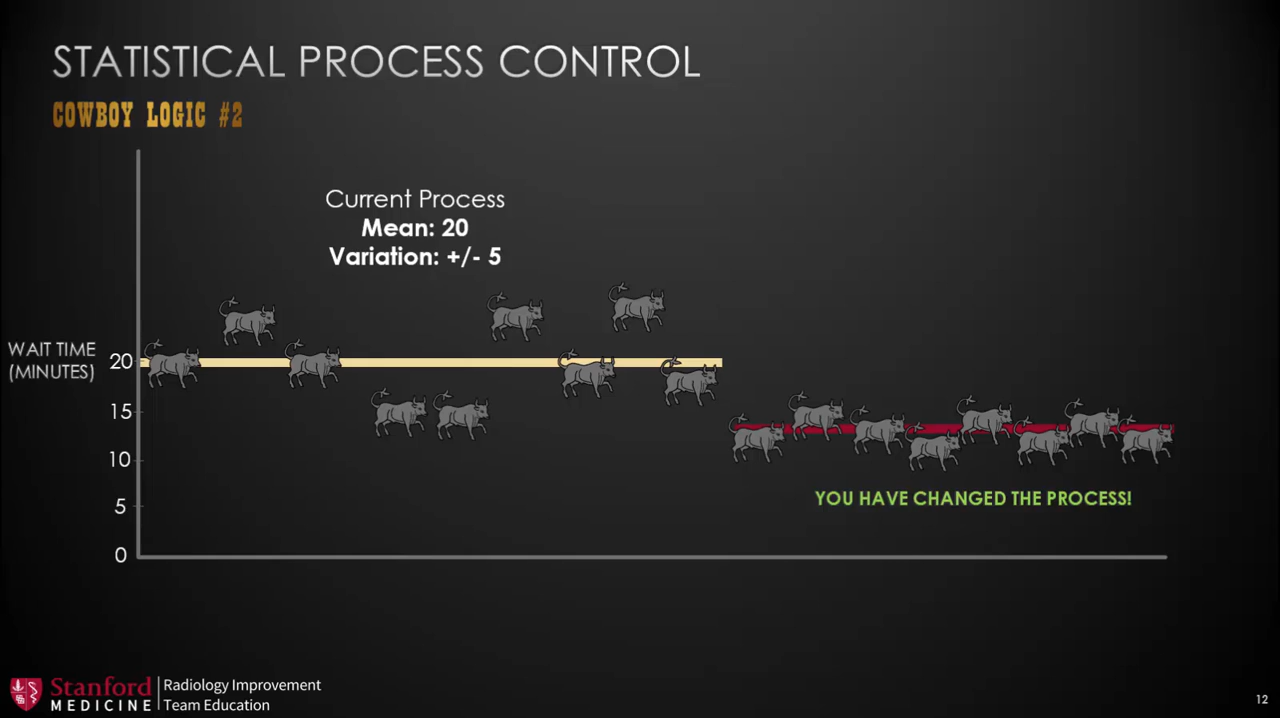 STATISTICAL PROCESS CONTROL
COWBOY LOGIC #2
Current Process
Mean: 20
Variation: +/- 5
WAIT TIME
(MINUTES)
20
15
10
5
0
YOU HAVE CHANGED THE PROCESS!
Stanford
MEDICINE
Radiology Improvement
Team Education
12